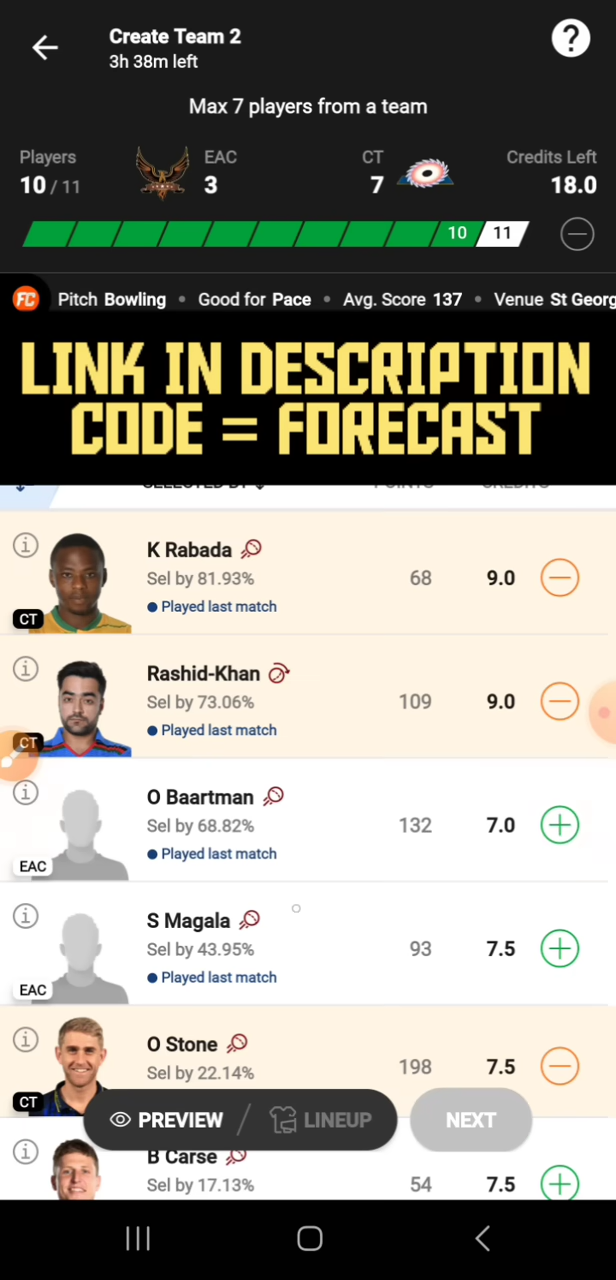 Create Team 2
3h 38m left
?
Max 7 players from a team
Players
10 / 11
EAC
3
CT
7
Credits Left
18.0
10 11
FC Pitch Bowling • Good for Pace • Avg. Score 137 • Venue St Georg
LINK IN DESCRIPTION
CODE = FORECAST
K Rabada
Sel by 81.93% 68 9.0
Played last match
CT
Rashid-Khan
Sel by 73.06% 109 9.0
Played last match
CT
O Baartman
Sel by 68.82% 132 7.0
Played last match
EAC
S Magala
Sel by 43.95% 93 7.5
Played last match
EAC
O Stone
Sel by 22.14% 198 7.5
CT
PREVIEW / LINEUP NEXT
B Carse
Sel by 17.13% 54 7.5